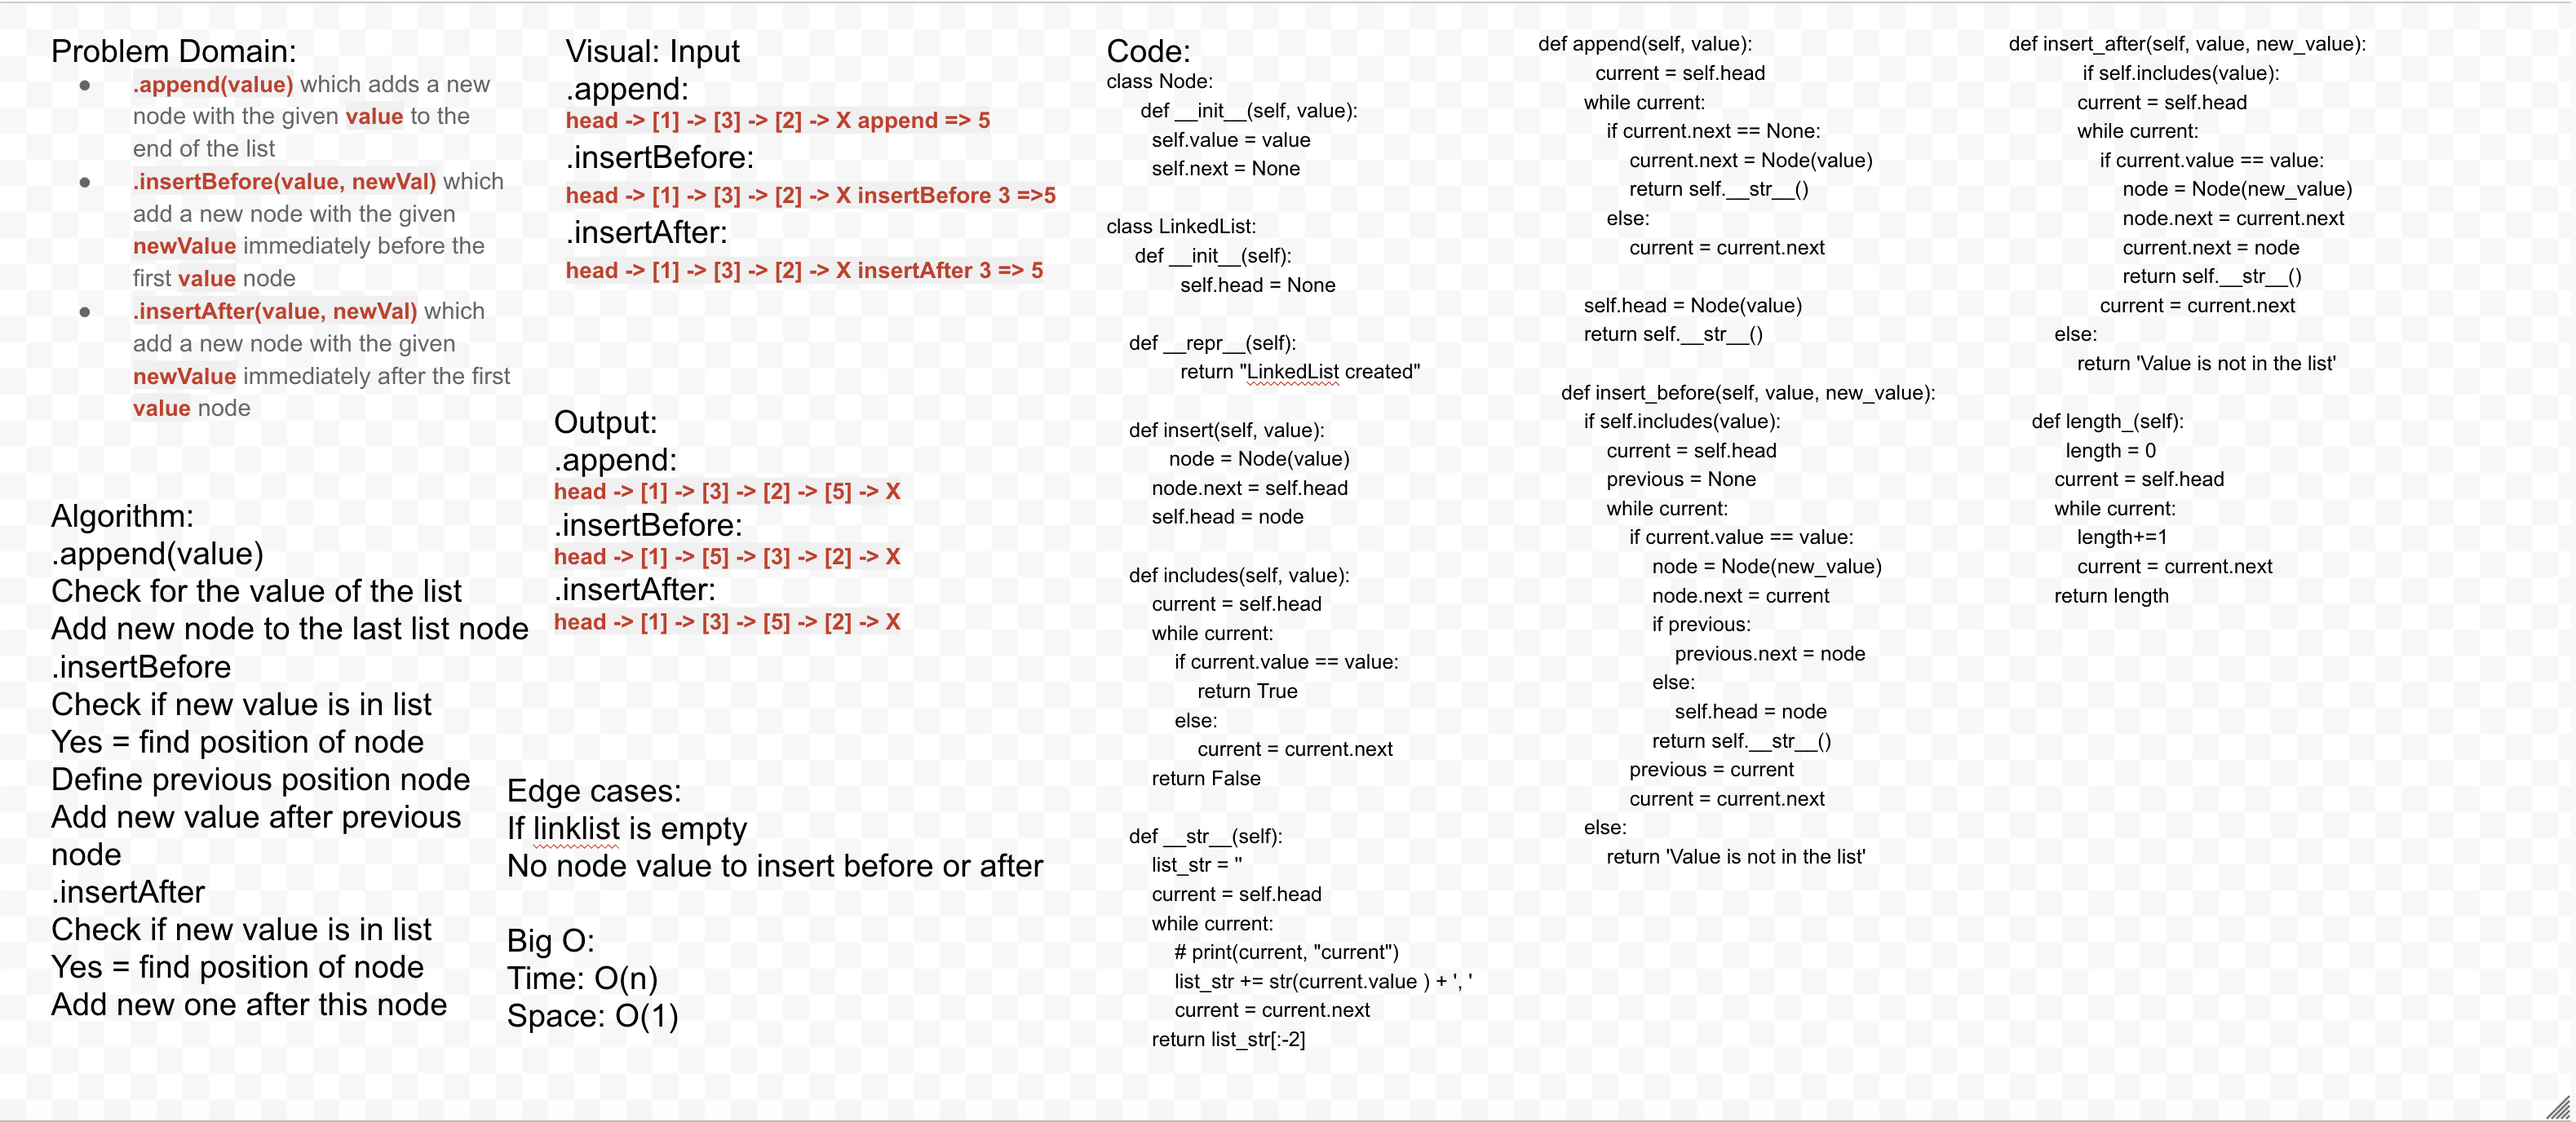 Problem Domain:
● .append(value) which adds a new
node with the given value to the
end of the list
● .insertBefore(value, newVal) which
add a new node with the given
newValue immediately before the
first value node
● .insertAfter(value, newVal) which
add a new node with the given
newValue immediately after the first
value node
Algorithm:
.append(value)
Check for the value of the list
Add new node to the last list node
.insertBefore
Check if new value is in list
Yes = find position of node
Define previous position node
Add new value after previous
node
.insertAfter
Check if new value is in list
Yes = find position of node
Add new one after this node
Visual: Input
.append:
head -> [1] -> [3] -> [2] -> X append => 5
.insertBefore:
head -> [1] -> [3] -> [2] -> X insertBefore 3 =>5
.insertAfter:
head -> [1] -> [3] -> [2] -> X insertAfter 3 => 5
Output:
.append:
head -> [1] -> [3] -> [2] -> [5] -> X
.insertBefore:
head -> [1] -> [5] -> [3] -> [2] -> X
.insertAfter:
head -> [1] -> [3] -> [5] -> [2] -> X
Edge cases:
If linklist is empty
No node value to insert before or after
Big O:
Time: O(n)
Space: O(1)
Code:
class Node:
def __init__(self, value):
self.value = value
self.next = None
class LinkedList:
def __init__(self):
self.head = None
def __repr__(self):
return "LinkedList created"
def insert(self, value):
node = Node(value)
node.next = self.head
self.head = node
def includes(self, value):
current = self.head
while current:
if current.value == value:
return True
else:
current = current.next
return False
def __str__(self):
list_str = ''
current = self.head
while current:
# print(current, "current")
list_str += str(current.value ) + ', '
current = current.next
return list_str[:-2]
def append(self, value):
current = self.head
while current:
if current.next == None:
current.next = Node(value)
return self.__str__()
else:
current = current.next
self.head = Node(value)
return self.__str__()
def insert_before(self, value, new_value):
if self.includes(value):
current = self.head
previous = None
while current:
if current.value == value:
node = Node(new_value)
node.next = current
if previous:
previous.next = node
else:
self.head = node
return self.__str__()
previous = current
current = current.next
else:
return 'Value is not in the list'
def insert_after(self, value, new_value):
if self.includes(value):
current = self.head
while current:
if current.value == value:
node = Node(new_value)
node.next = current.next
current.next = node
return self.__str__()
current = current.next
else:
return 'Value is not in the list'
def length_(self):
length = 0
current = self.head
while current:
length+=1
current = current.next
return length